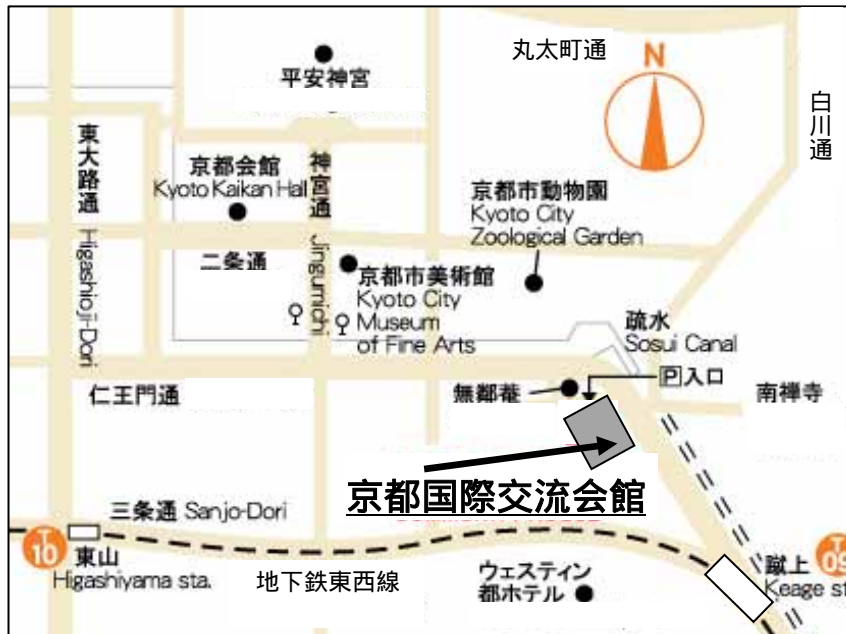 丸太町通
N
平安神宮
白川通
東大路通 Higashioji-Dori
京都会館
Kyoto Kaikan Hall
神宮通 Jingumichi
京都市動物園
Kyoto City
Zoological Garden
二条通
京都市美術館
Kyoto City
Museum
of Fine Arts
疏水
Sosui Canal
P入口
仁王門通
無鄰菴
南禅寺
京都国際交流会館
三条通 Sanjo-Dori
T
10
東山
Higashiyama sta.
地下鉄東西線
ウェスティン
都ホテル
蹴上
Keage st
T
09